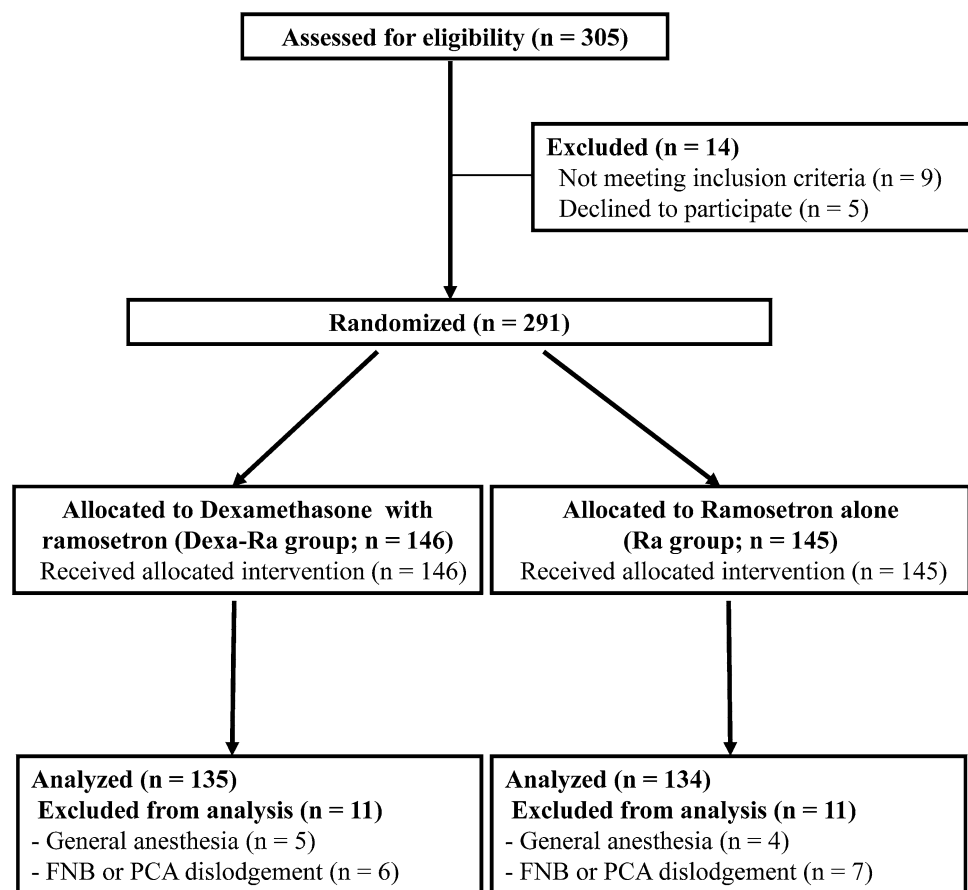 Assessed for eligibility (n = 305)
Excluded (n = 14)
Not meeting inclusion criteria (n = 9)
Declined to participate (n = 5)
Randomized (n = 291)
Allocated to Dexamethasone with
ramosetron (Dexa-Ra group; n = 146)
Received allocated intervention (n = 146)
Allocated to Ramosetron alone
(Ra group; n = 145)
Received allocated intervention (n = 145)
Analyzed (n = 135)
Excluded from analysis (n = 11)
- General anesthesia (n = 5)
- FNB or PCA dislodgement (n = 6)
Analyzed (n = 134)
Excluded from analysis (n = 11)
- General anesthesia (n = 4)
- FNB or PCA dislodgement (n = 7)